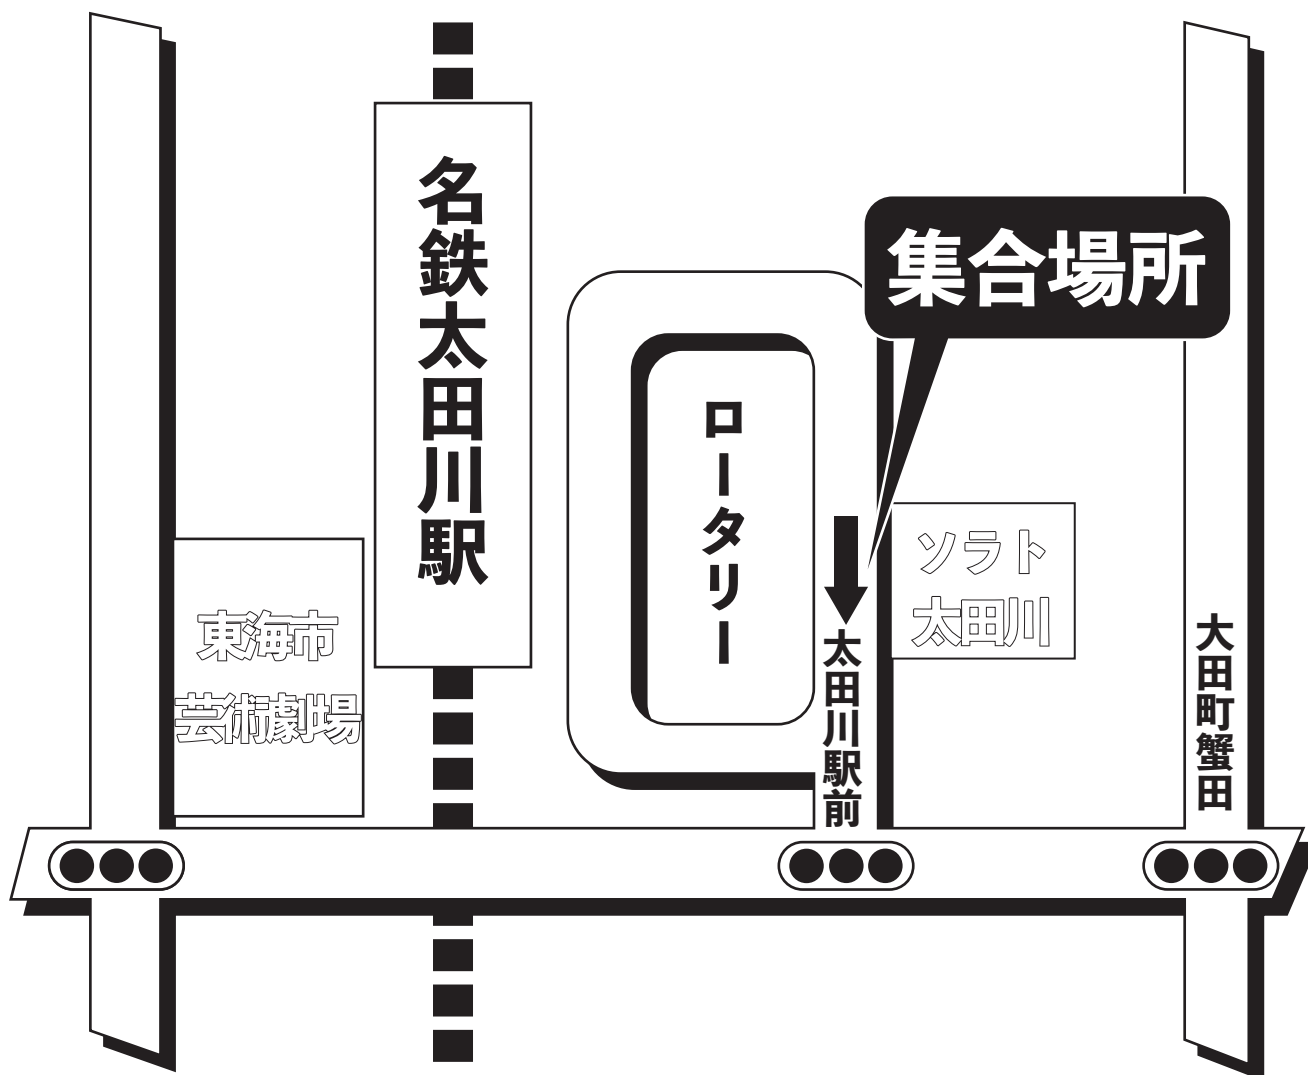 名鉄太田川駅
集合場所
ロータリー
ソラト
太田川
東海市
芸術劇場
太田川駅前
大田町蟹田